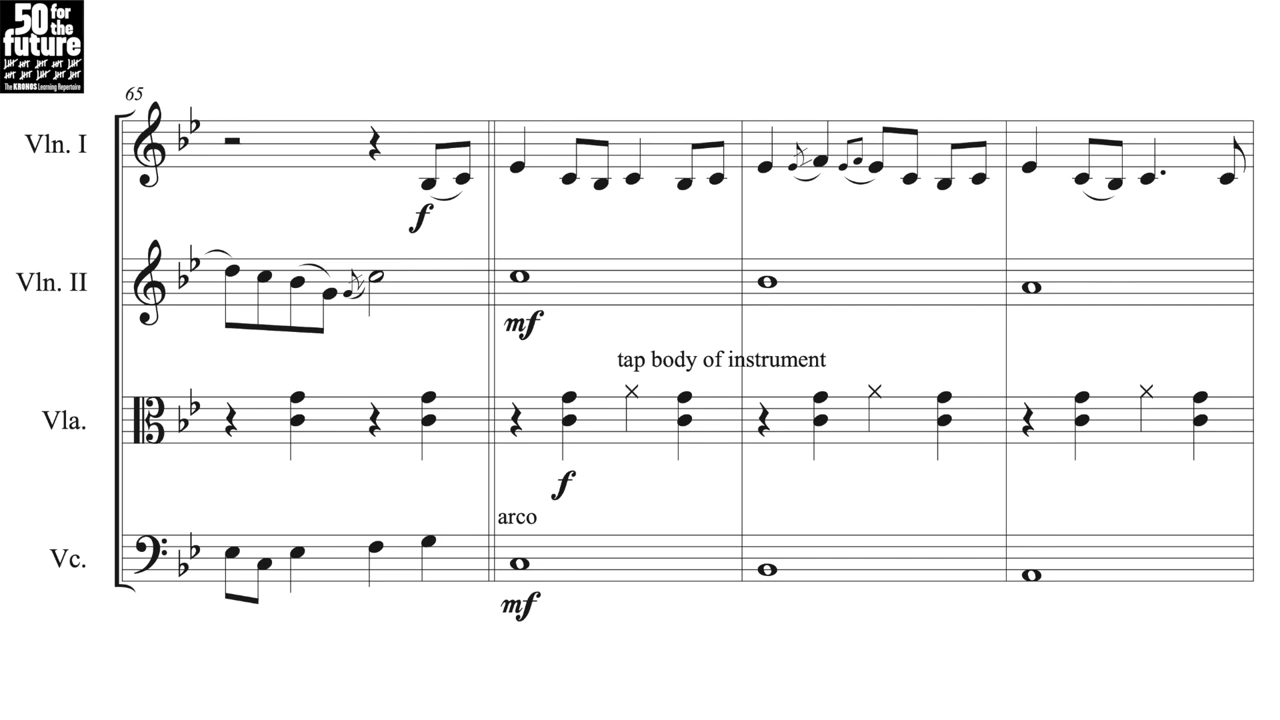 50 for the future
The KRONOS Learning Repertoire
65
Vln. I
f
Vln. II
mf
tap body of instrument
Vla.
f
arco
Vc.
mf